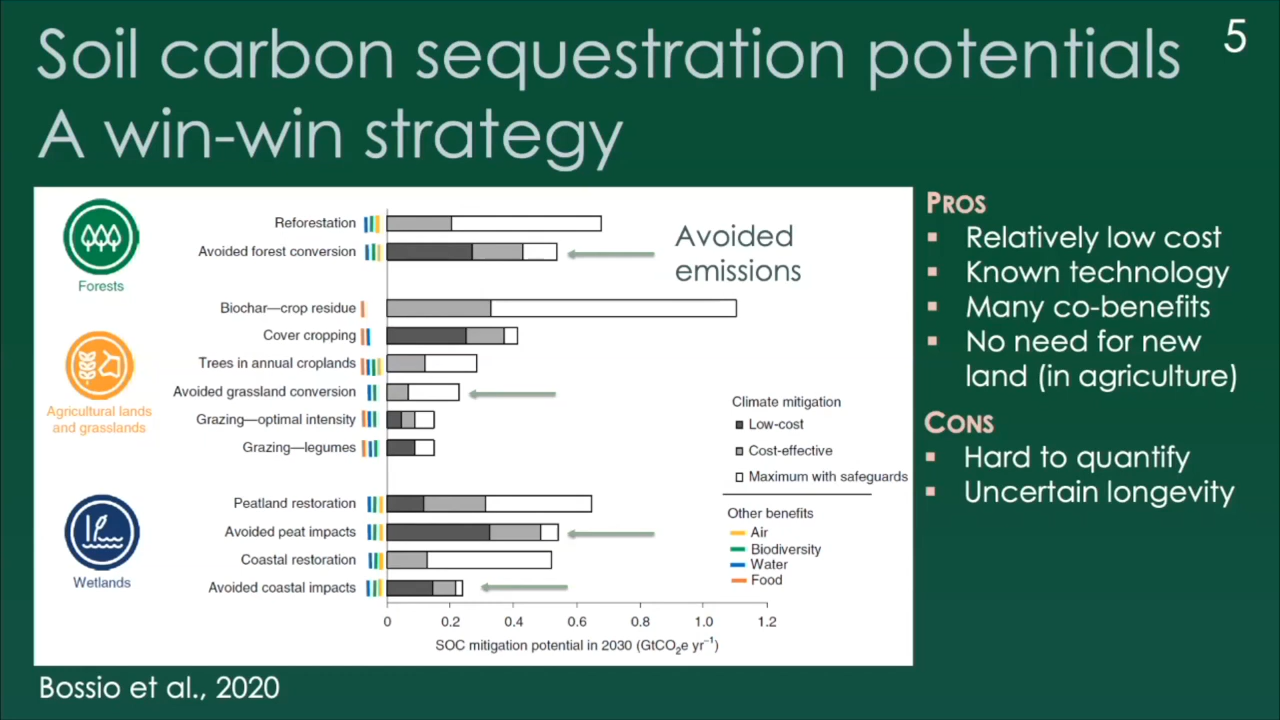 Soil carbon sequestration potentials
A win-win strategy
5
Forests
Reforestation
Avoided forest conversion
Avoided
emissions
Agricultural lands
and grasslands
Biochar—crop residue
Cover cropping
Trees in annual croplands
Avoided grassland conversion
Grazing—optimal intensity
Grazing—legumes
Wetlands
Peatland restoration
Avoided peat impacts
Coastal restoration
Avoided coastal impacts
Climate mitigation
Low-cost
Cost-effective
Maximum with safeguards
Other benefits
Air
Biodiversity
Water
Food
0 0.2 0.4 0.6 0.8 1.0 1.2
SOC mitigation potential in 2030 (GtCO₂e yr⁻¹)
PROS
▪ Relatively low cost
▪ Known technology
▪ Many co-benefits
▪ No need for new
land (in agriculture)
CONS
▪ Hard to quantify
▪ Uncertain longevity
Bossio et al., 2020